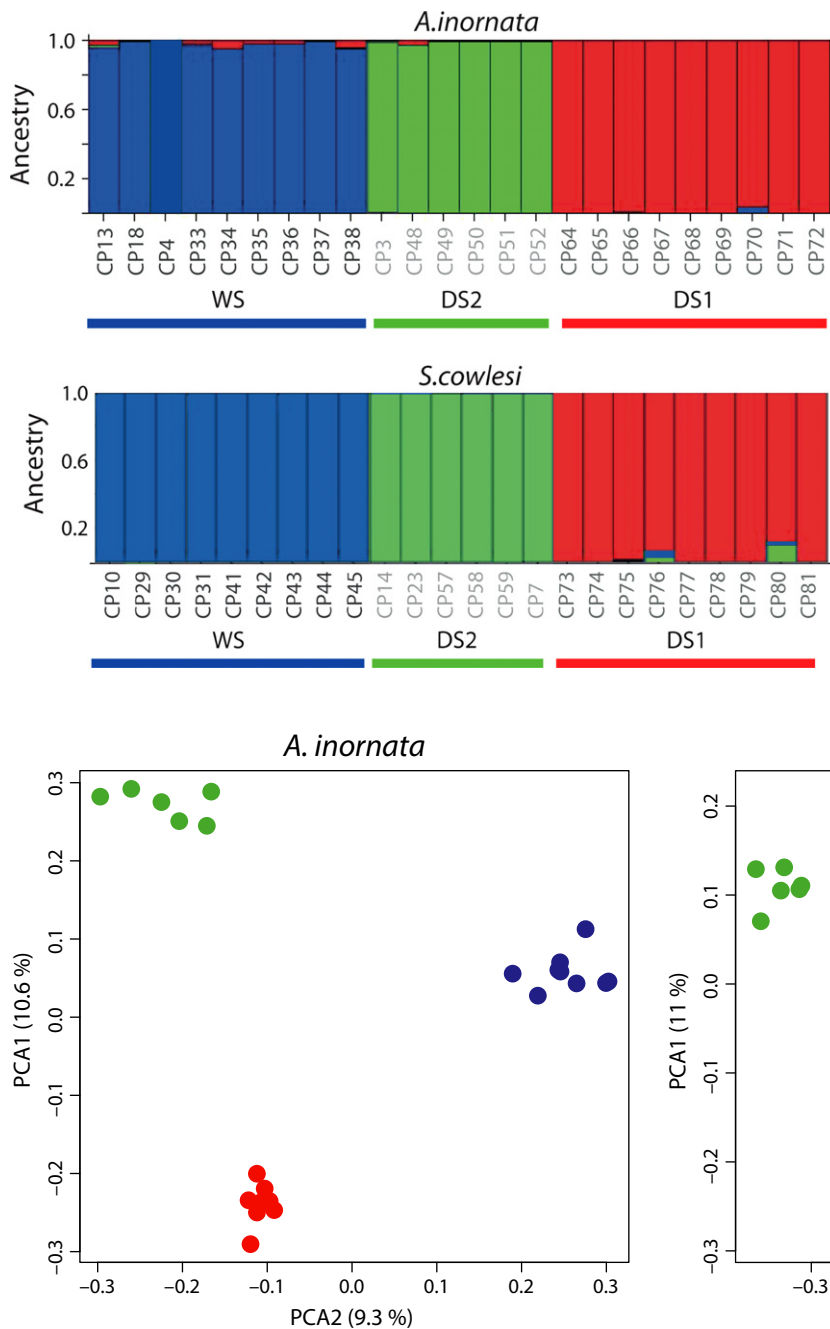 A.inornata
Ancestry
1.0
0.6
0.2
CP13 CP18 CP4 CP33 CP34 CP35 CP36 CP37 CP38 CP3 CP48 CP49 CP50 CP51 CP52 CP64 CP65 CP66 CP67 CP68 CP69 CP70 CP71 CP72
WS DS2 DS1
S.cowlesi
Ancestry
1.0
0.6
0.2
CP10 CP29 CP30 CP31 CP41 CP42 CP43 CP44 CP45 CP14 CP23 CP57 CP58 CP59 CP7 CP73 CP74 CP75 CP76 CP77 CP78 CP79 CP80 CP81
WS DS2 DS1
A. inornata
PCA1 (10.6 %)
0.3
0.2
0.1
0.0
−0.1
−0.2
−0.3
−0.3 −0.2 −0.1 0.0 0.1 0.2 0.3
PCA2 (9.3 %)
PCA1 (11 %)
0.2
0.1
0.0
−0.1
−0.2
−0.3
−0.3